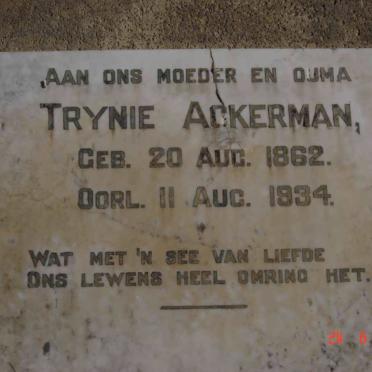 AAN ONS MOEDER EN OUMA
TRYNIE ACKERMAN,
GEB. 20 AUG. 1862.
OORL. 11 AUG. 1934.
WAT MET 'N SEE VAN LIEFDE
ONS LEWENS HEEL OMRING HET.